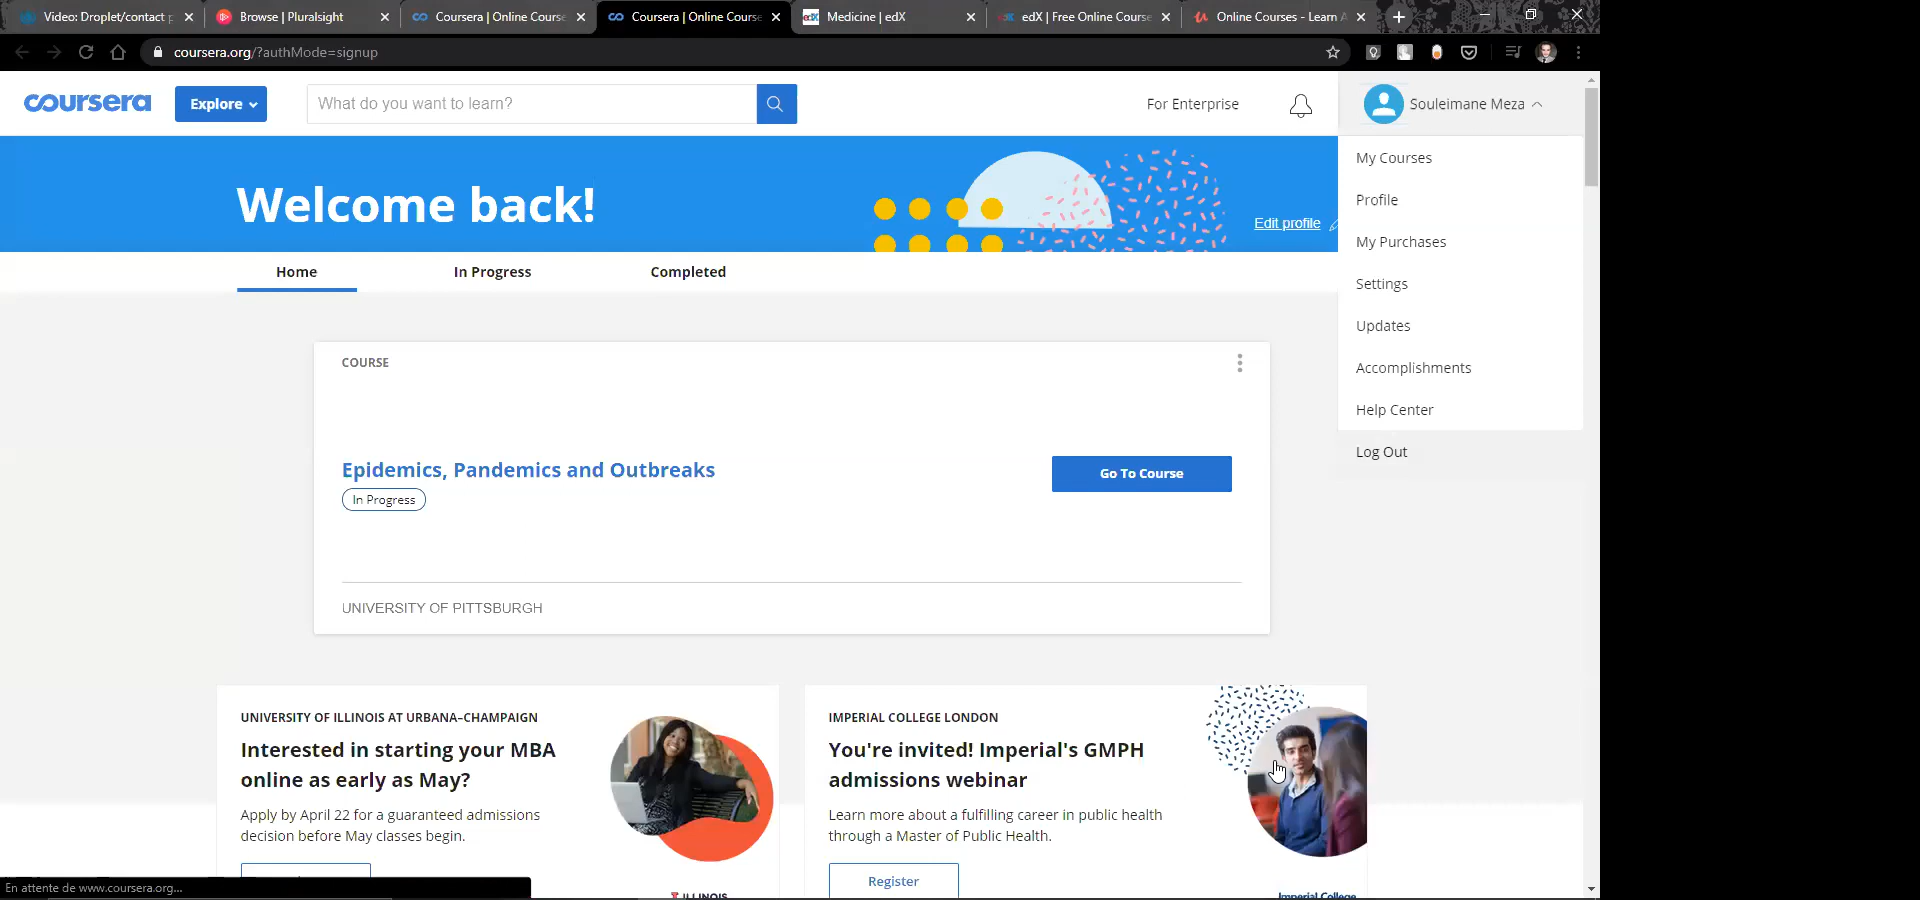 Video: Droplet/contact
Browse | Pluralsight
Coursera | Online Course
Coursera | Online Course
Medicine | edX
edX | Free Online Course
Online Courses - Learn A
coursera.org/?authMode=signup
coursera
Explore
What do you want to learn?
For Enterprise
Souleimane Meza
My Courses
Profile
My Purchases
Settings
Updates
Accomplishments
Help Center
Log Out
Welcome back!
Edit profile
Home
In Progress
Completed
COURSE
Epidemics, Pandemics and Outbreaks
In Progress
Go To Course
UNIVERSITY OF PITTSBURGH
UNIVERSITY OF ILLINOIS AT URBANA–CHAMPAIGN
Interested in starting your MBA
online as early as May?
Apply by April 22 for a guaranteed admissions
decision before May classes begin.
ILLINOIS
IMPERIAL COLLEGE LONDON
You're invited! Imperial's GMPH
admissions webinar
Learn more about a fulfilling career in public health
through a Master of Public Health.
Register
Imperial College
En attente de www.coursera.org...